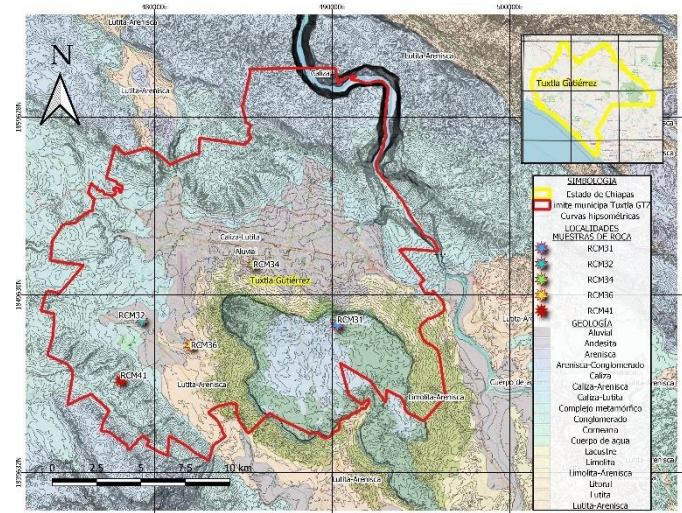 480000E
490000E
500000E
Lutita-Arenisca
Lutita-Arenisca
N
Caliza
Lutita-Arenisca
Tuxtla Gutiérrez
Caliza-Lutita
Aluvial
RCM34
Tuxtla Gutiérrez
RCM32
RCM31
RCM36
RCM41
Lutita-Arenisca
Limolita-Arenisca
Lutita-Arenisca
Lutita-Arenisca
0 2.5 5 7.5 10 km
SIMBOLOGIA
Estado de Chiapas
imite municipa Tuxtla GTZ
Curvas hipsométricas
LOCALIDADES
MUESTRAS DE ROCA
RCM31
RCM32
RCM34
RCM36
RCM41
GEOLOGÍA
Aluvial
Andesita
Arenisca
Arenisca-Conglomerado
Caliza
Caliza-Arenisca
Caliza-Lutita
Complejo metamórfico
Conglomerado
Corneana
Cuerpo de agua
Lacustre
Limolita
Limolita-Arenisca
Litoral
Lutita
Lutita-Arenisca